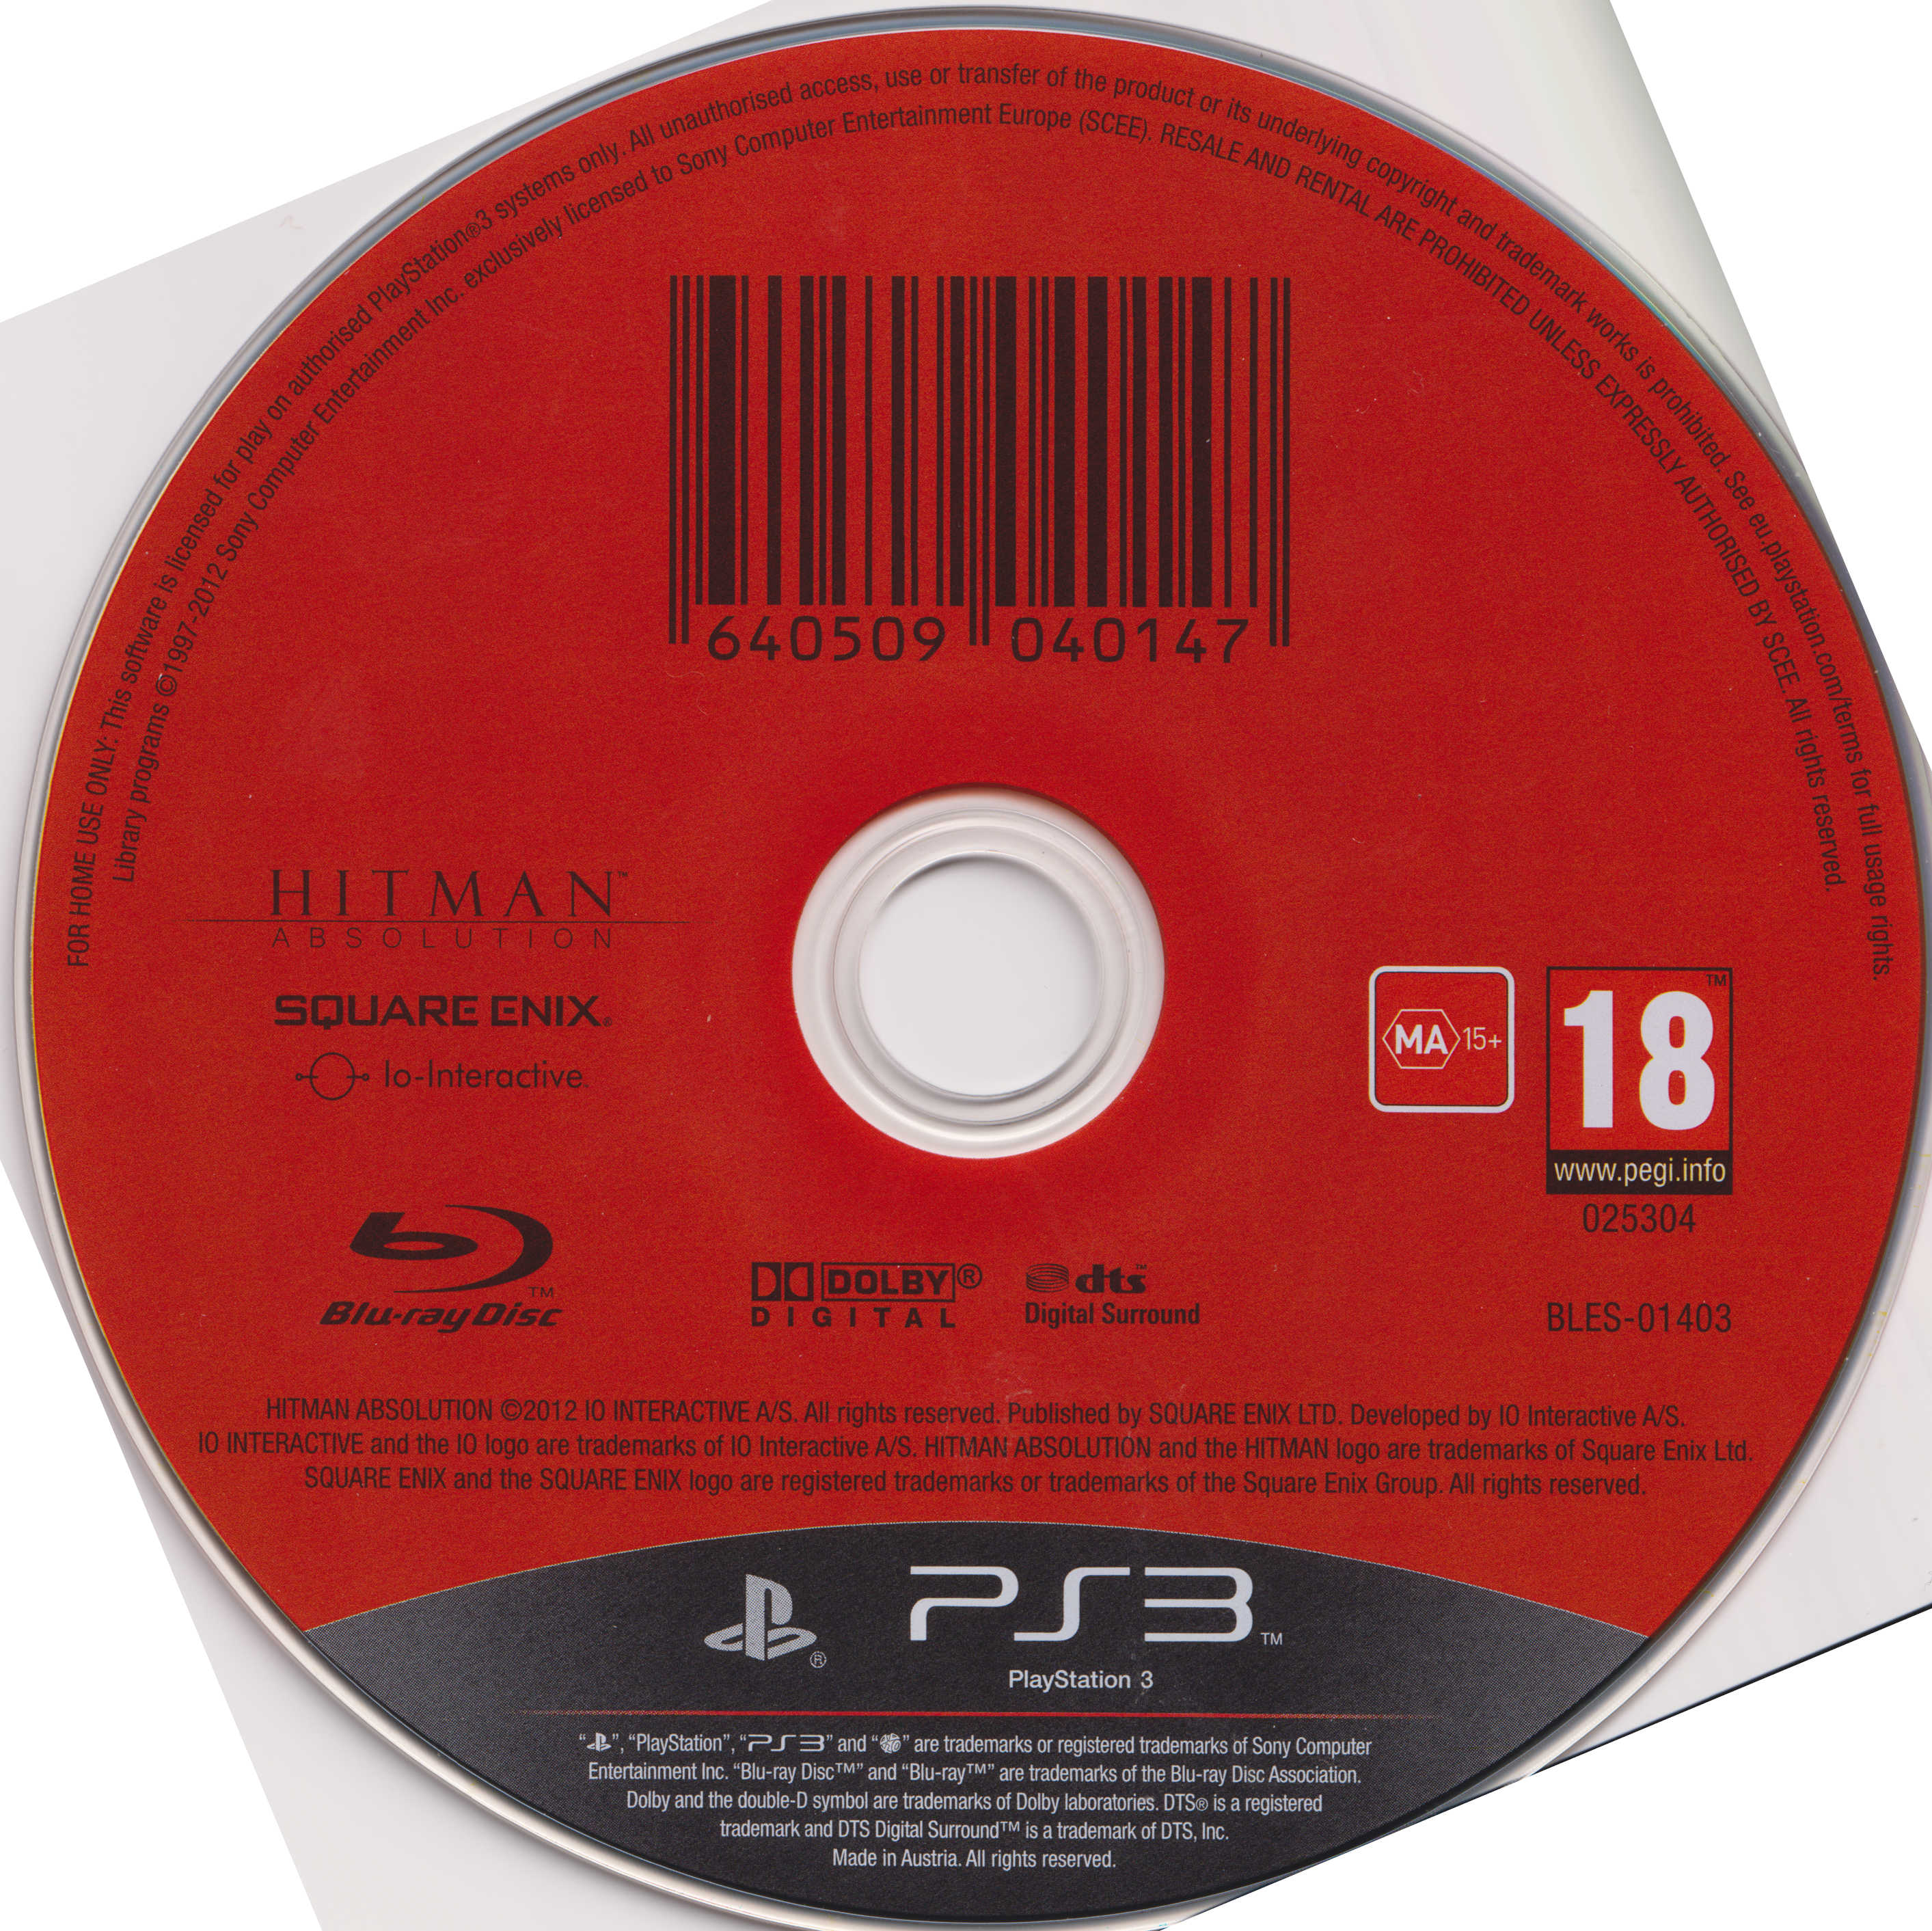 FOR HOME USE ONLY: This software is licensed for play on authorised PlayStation®3 systems only. All unauthorised access, use or transfer of the product or its underlying copyright and trademark works is prohibited. See eu.playstation.com/terms for full usage rights.
Library programs ©1997-2012 Sony Computer Entertainment Inc. exclusively licensed to Sony Computer Entertainment Europe (SCEE). RESALE AND RENTAL ARE PROHIBITED UNLESS EXPRESSLY AUTHORISED BY SCEE. All rights reserved.
640509 040147
HITMAN™
ABSOLUTION
SQUARE ENIX®
Io-Interactive™
MA 15+
18™
www.pegi.info
025304
Blu-ray Disc™
DOLBY®
DIGITAL
dts™
Digital Surround
BLES-01403
HITMAN ABSOLUTION ©2012 IO INTERACTIVE A/S. All rights reserved. Published by SQUARE ENIX LTD. Developed by IO Interactive A/S.
IO INTERACTIVE and the IO logo are trademarks of IO Interactive A/S. HITMAN ABSOLUTION and the HITMAN logo are trademarks of Square Enix Ltd.
SQUARE ENIX and the SQUARE ENIX logo are registered trademarks or trademarks of the Square Enix Group. All rights reserved.
® PS3™
PlayStation 3
“ ”, “PlayStation”, “PS3” and “ ” are trademarks or registered trademarks of Sony Computer
Entertainment Inc. “Blu-ray Disc™” and “Blu-ray™” are trademarks of the Blu-ray Disc Association.
Dolby and the double-D symbol are trademarks of Dolby laboratories. DTS® is a registered
trademark and DTS Digital Surround™ is a trademark of DTS, Inc.
Made in Austria. All rights reserved.